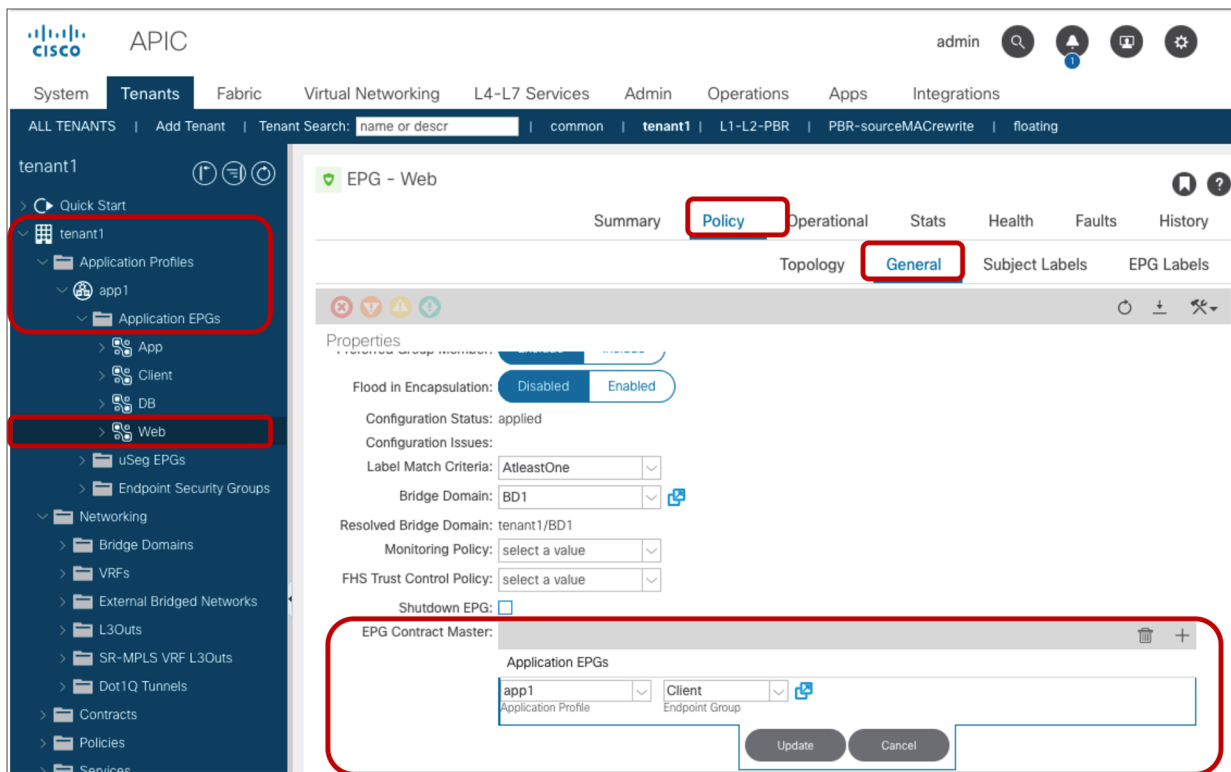 CISCO APIC admin
1
System Tenants Fabric Virtual Networking L4-L7 Services Admin Operations Apps Integrations
ALL TENANTS | Add Tenant | Tenant Search: name or descr | common | tenant1 | L1-L2-PBR | PBR-sourceMACrewrite | floating
tenant1
Quick Start
tenant1
Application Profiles
app1
Application EPGs
App
Client
DB
Web
uSeg EPGs
Endpoint Security Groups
Networking
Bridge Domains
VRFs
External Bridged Networks
L3Outs
SR-MPLS VRF L3Outs
Dot1Q Tunnels
Contracts
Policies
Services
EPG - Web
Summary Policy Operational Stats Health Faults History
Topology General Subject Labels EPG Labels
Properties
Preferred Group Member: Exclude Include
Flood in Encapsulation: Disabled Enabled
Configuration Status: applied
Configuration Issues:
Label Match Criteria: AtleastOne
Bridge Domain: BD1
Resolved Bridge Domain: tenant1/BD1
Monitoring Policy: select a value
FHS Trust Control Policy: select a value
Shutdown EPG:
EPG Contract Master:
Application EPGs
app1 Client
Application Profile Endpoint Group
Update Cancel